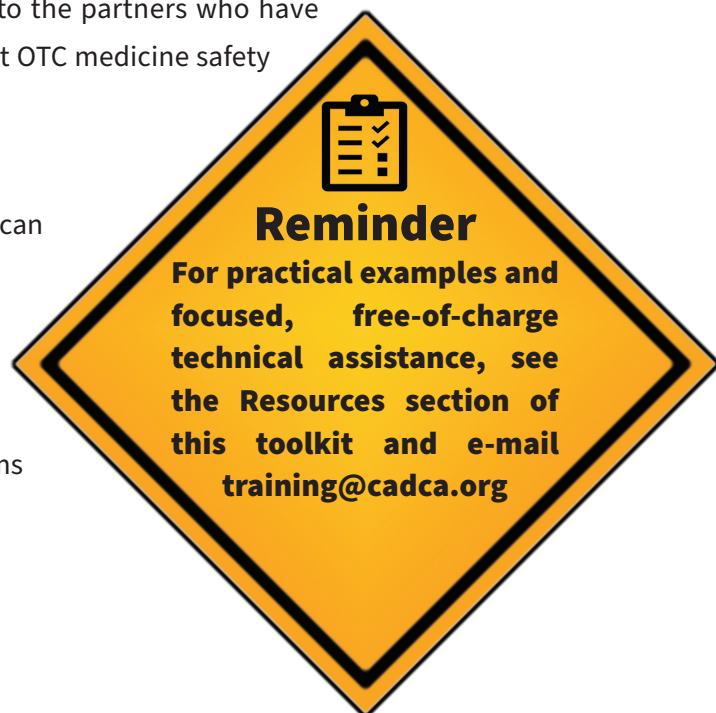 to the partners who have
t OTC medicine safety
can
Reminder
For practical examples and
focused, free-of-charge
technical assistance, see
the Resources section of
this toolkit and e-mail
ns
training@cadca.org